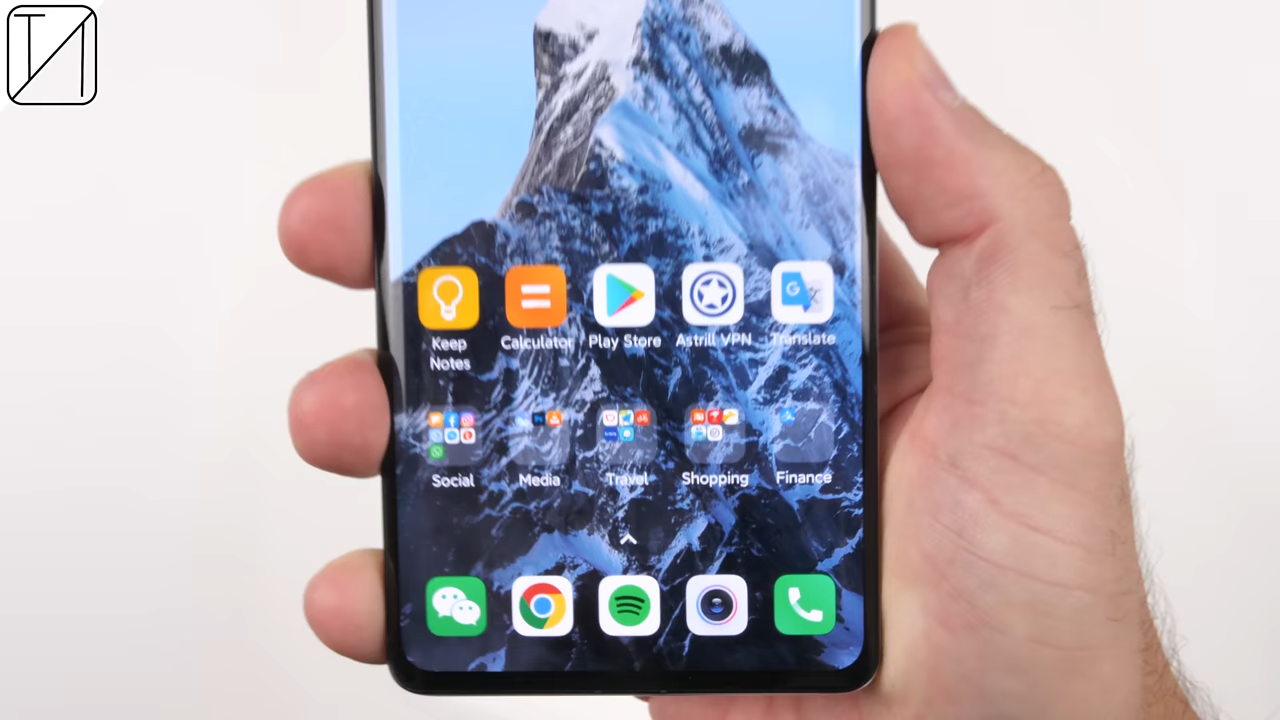 Keep
Notes
Calculator
Play Store
Astrill VPN
Translate
Social
Media
Travel
Shopping
Finance